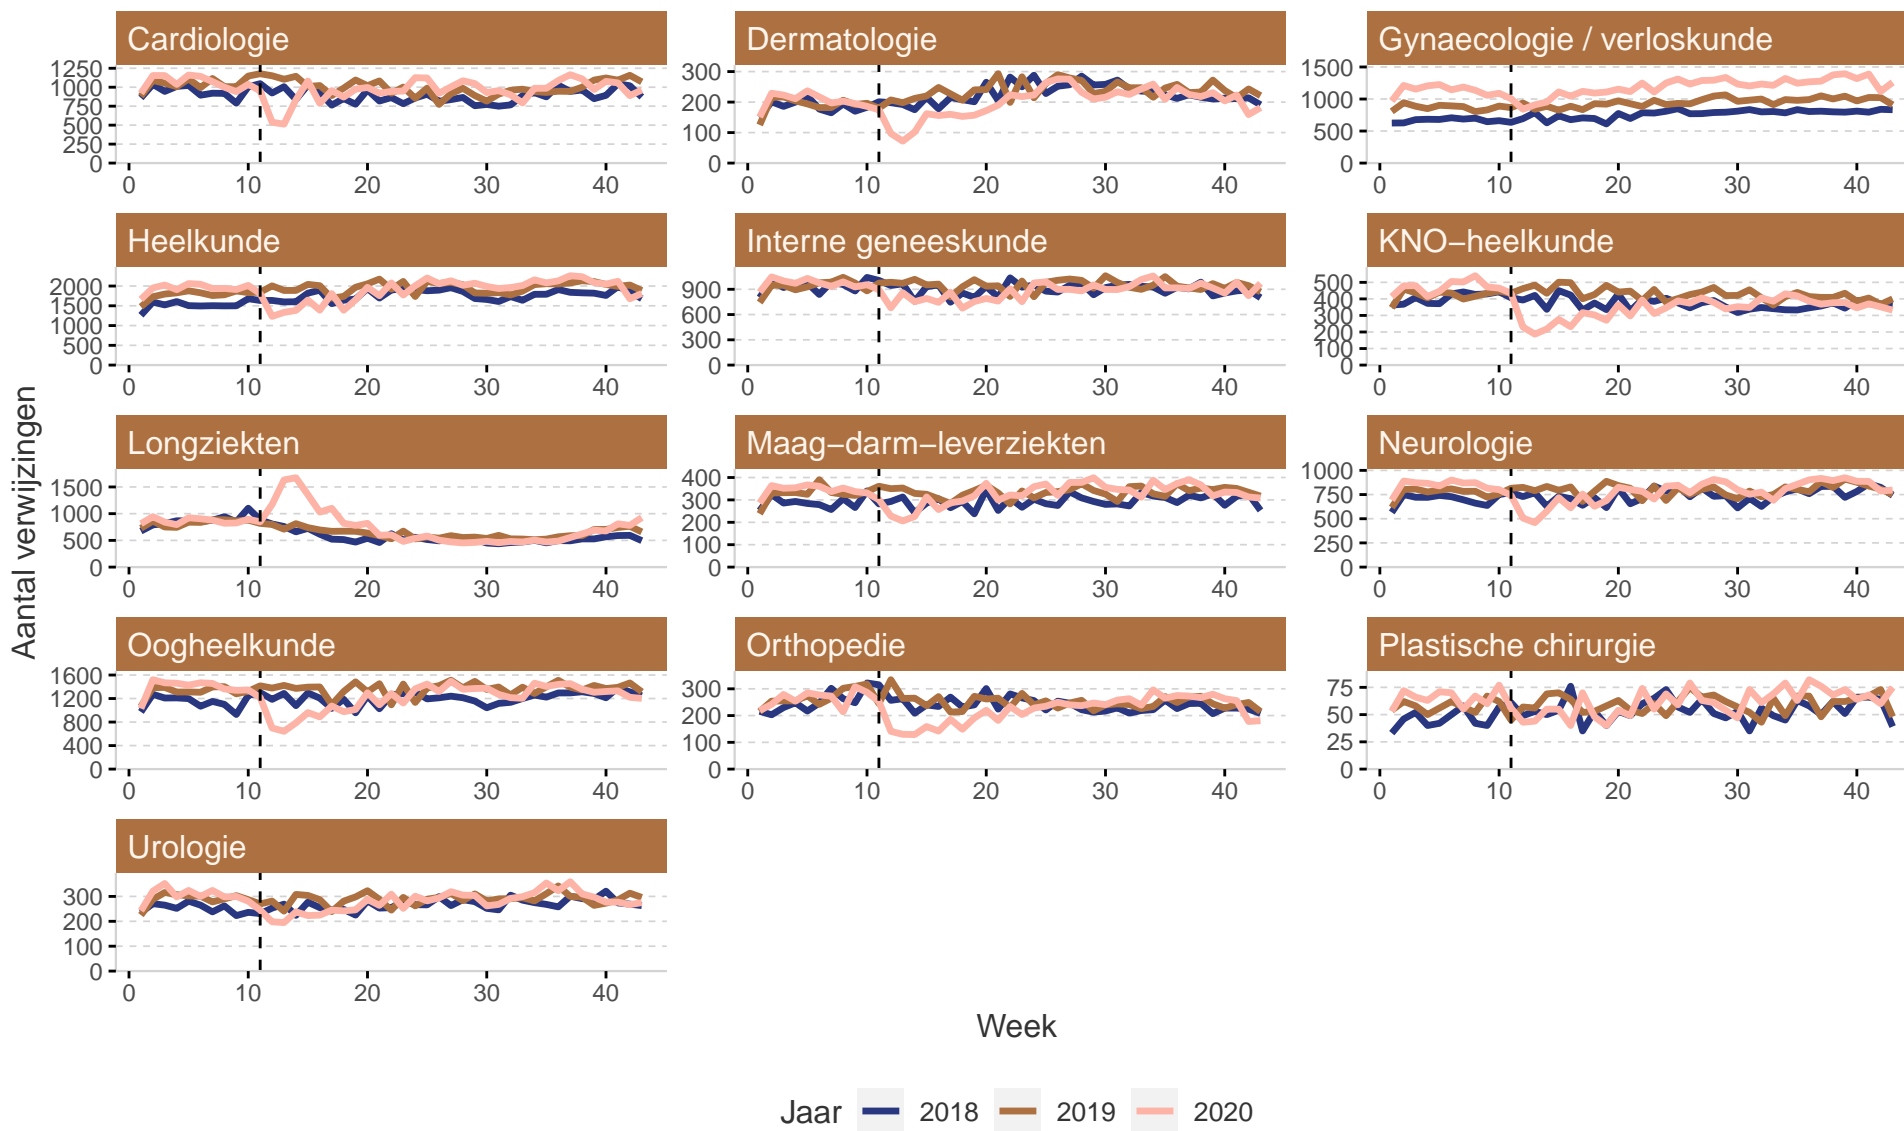 Cardiologie
Dermatologie
Gynaecologie / verloskunde
1250
1000
750
500
250
0
0 10 20 30 40
300
200
100
0
0 10 20 30 40
1500
1000
500
0
0 10 20 30 40
Heelkunde
Interne geneeskunde
KNO−heelkunde
2000
1500
1000
500
0
0 10 20 30 40
900
600
300
0
0 10 20 30 40
500
400
300
200
100
0
0 10 20 30 40
Longziekten
Maag−darm−leverziekten
Neurologie
1500
1000
500
0
0 10 20 30 40
400
300
200
100
0
0 10 20 30 40
1000
750
500
250
0
0 10 20 30 40
Oogheelkunde
Orthopedie
Plastische chirurgie
1600
1200
800
400
0
0 10 20 30 40
300
200
100
0
0 10 20 30 40
75
50
25
0
0 10 20 30 40
Urologie
300
200
100
0
0 10 20 30 40
Aantal verwijzingen
Week
Jaar 2018 2019 2020